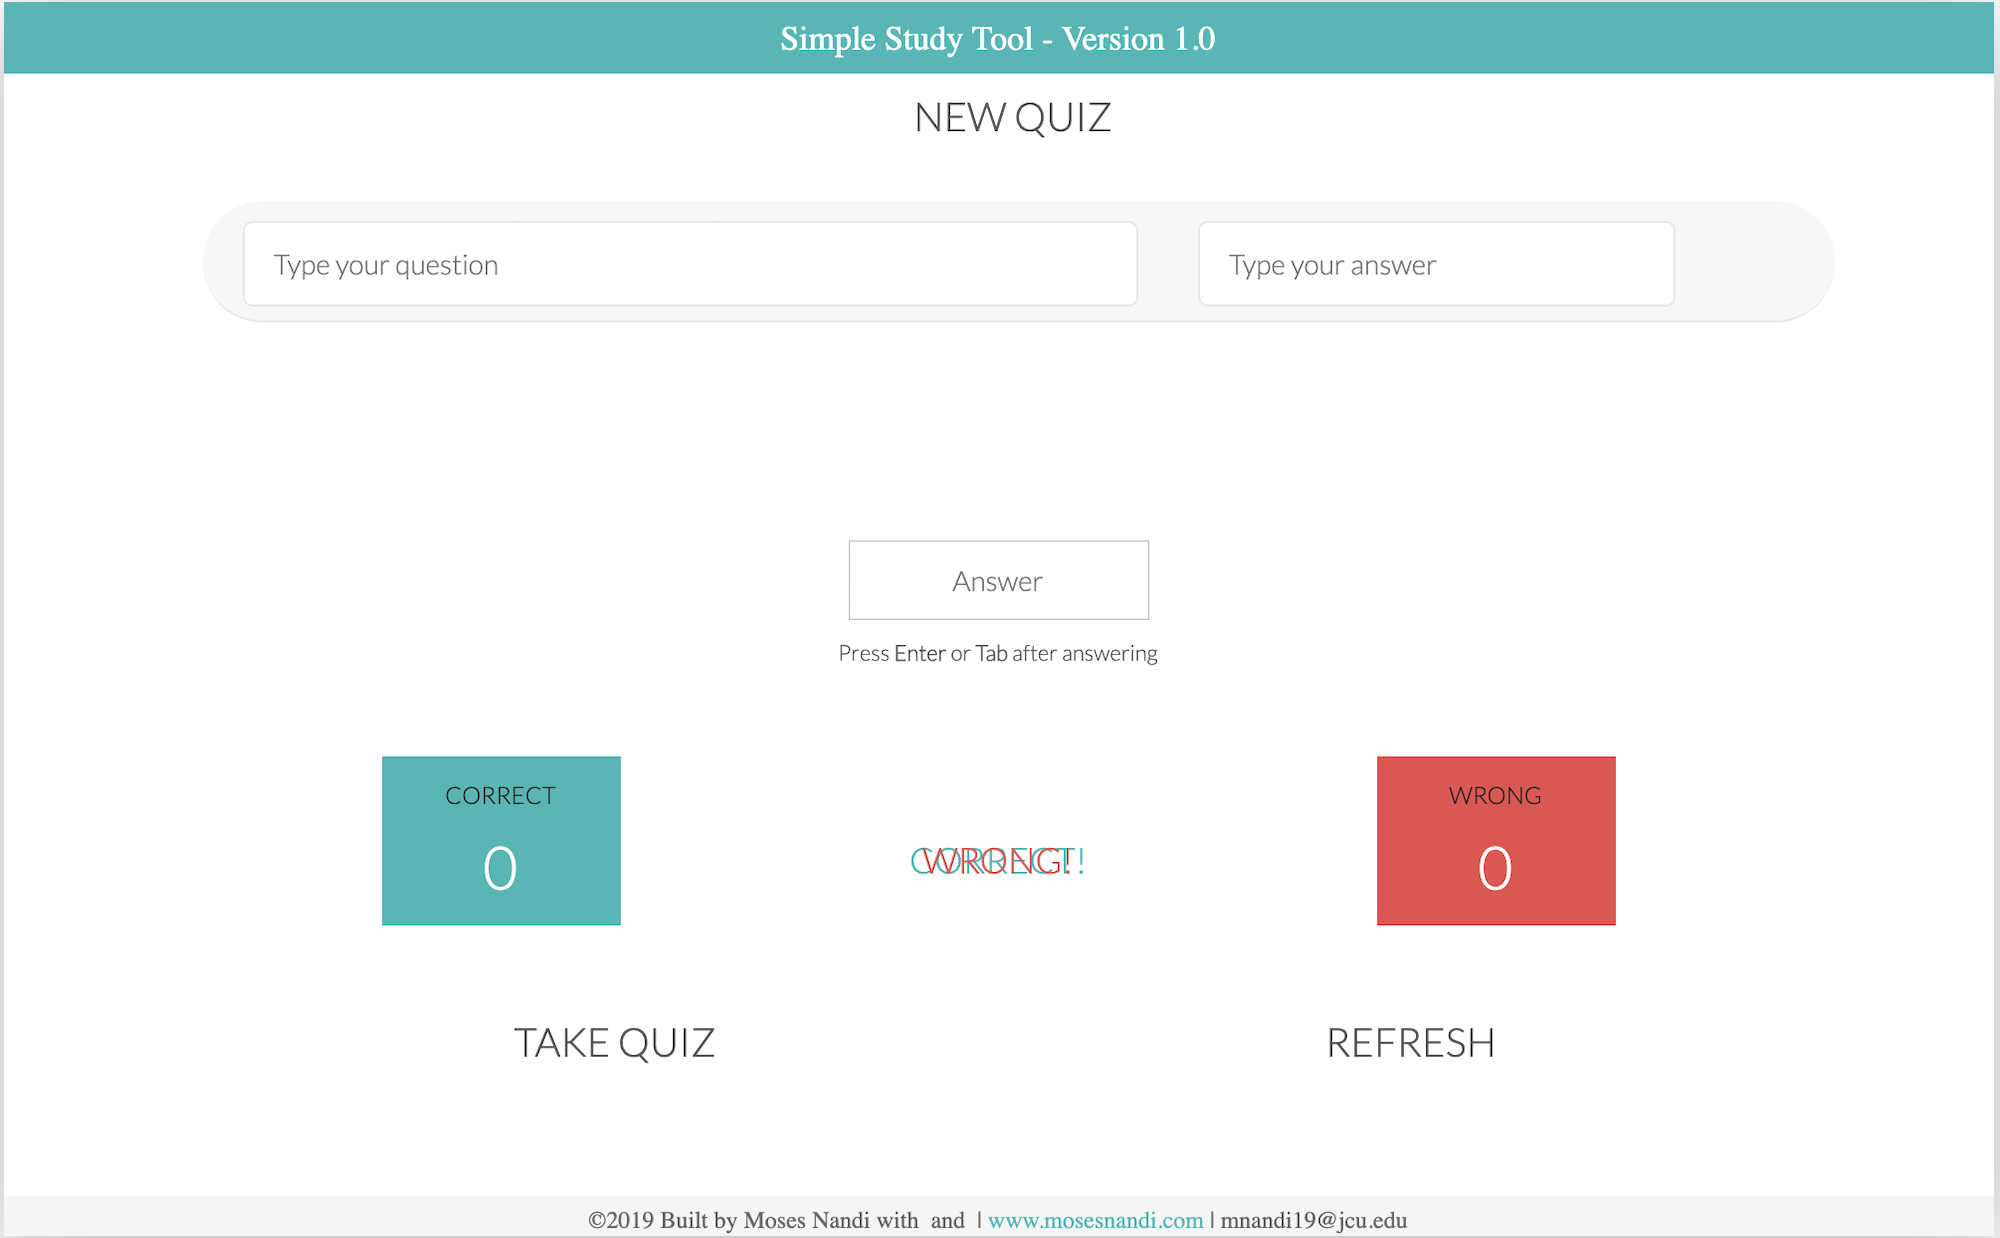 Simple Study Tool - Version 1.0
NEW QUIZ
Type your question
Type your answer
Answer
Press Enter or Tab after answering
CORRECT
0
CORRECT!
WRONG!
WRONG
0
TAKE QUIZ
REFRESH
©2019 Built by Moses Nandi with and | www.mosesnandi.com | mnandi19@jcu.edu